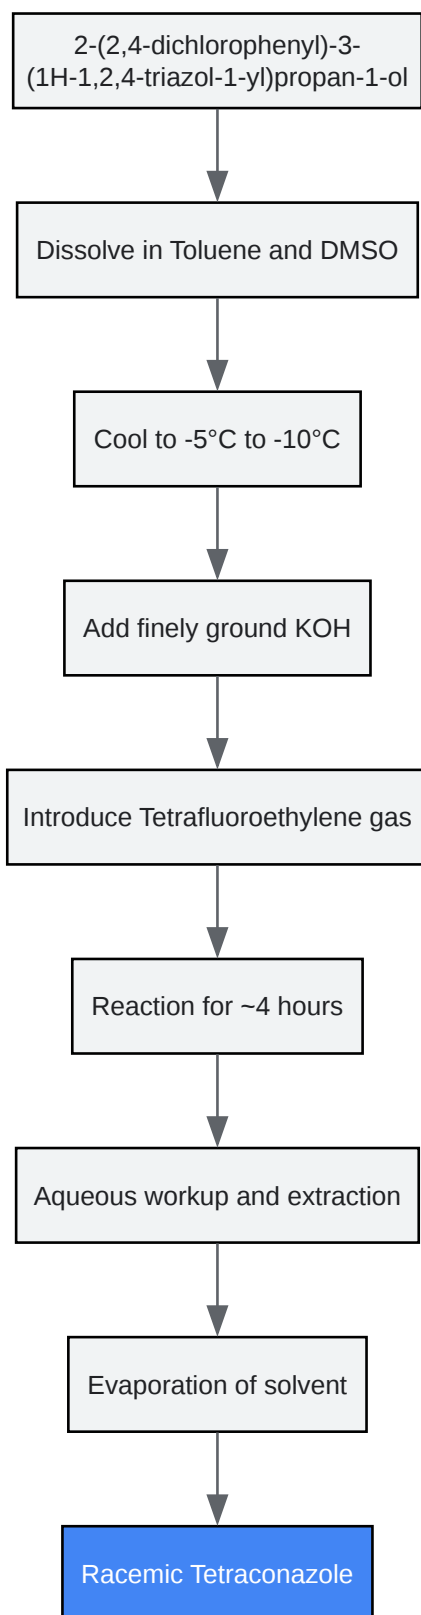 2-(2,4-dichlorophenyl)-3-
(1H-1,2,4-triazol-1-yl)propan-1-ol
Dissolve in Toluene and DMSO
Cool to -5°C to -10°C
Add finely ground KOH
Introduce Tetrafluoroethylene gas
Reaction for ~4 hours
Aqueous workup and extraction
Evaporation of solvent
Racemic Tetraconazole